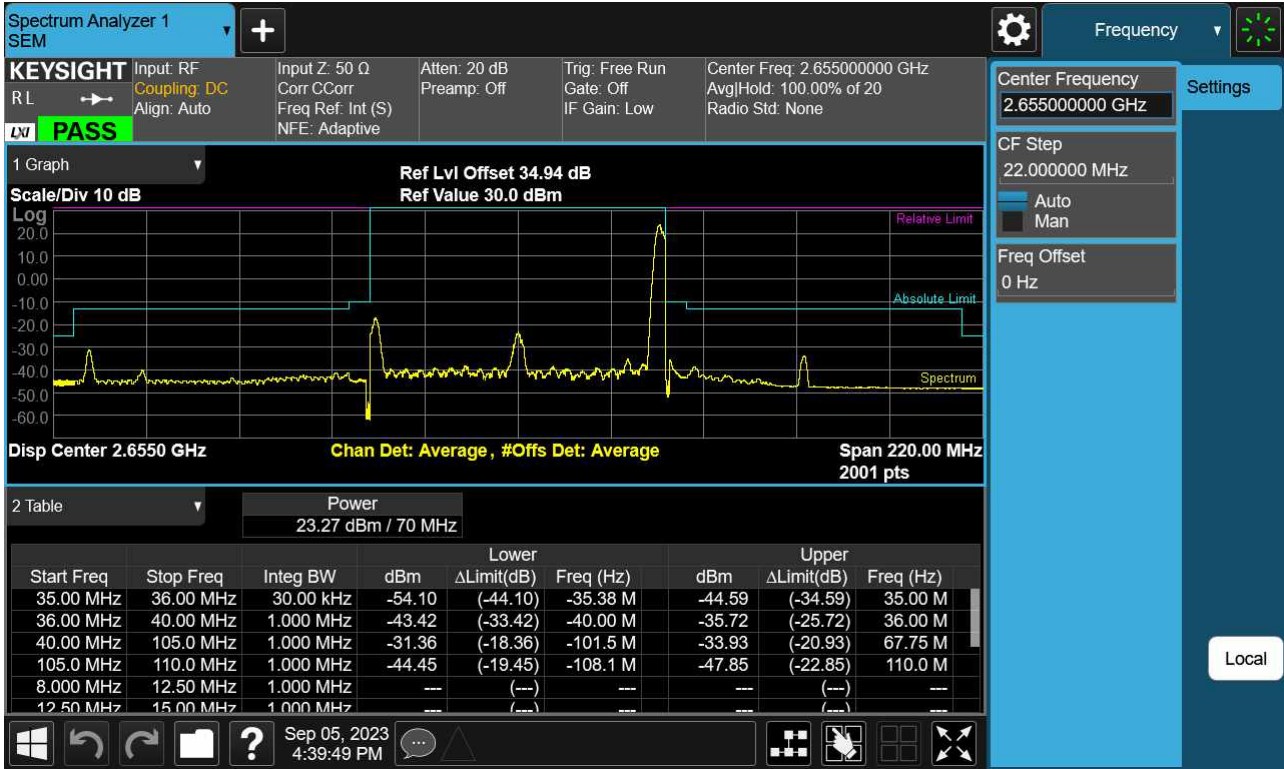 Spectrum Analyzer 1
SEM
Frequency
KEYSIGHT
R L
LXI
PASS
Input: RF
Coupling: DC
Align: Auto
Input Z: 50 Ω
Corr CCorr
Freq Ref: Int (S)
NFE: Adaptive
Atten: 20 dB
Preamp: Off
Trig: Free Run
Gate: Off
IF Gain: Low
Center Freq: 2.655000000 GHz
Avg|Hold: 100.00% of 20
Radio Std: None
Center Frequency
2.655000000 GHz
Settings
CF Step
22.000000 MHz
Auto
Man
Freq Offset
0 Hz
Local
1 Graph
Scale/Div 10 dB
Ref Lvl Offset 34.94 dB
Ref Value 30.0 dBm
Log
20.0
10.0
0.00
-10.0
-20.0
-30.0
-40.0
-50.0
-60.0
Relative Limit
Absolute Limit
Spectrum
Disp Center 2.6550 GHz
Chan Det: Average , #Offs Det: Average
Span 220.00 MHz
2001 pts
2 Table
Power
23.27 dBm / 70 MHz
Lower Upper
Start Freq Stop Freq Integ BW dBm ΔLimit(dB) Freq (Hz) dBm ΔLimit(dB) Freq (Hz)
35.00 MHz 36.00 MHz 30.00 kHz -54.10 (-44.10) -35.38 M -44.59 (-34.59) 35.00 M
36.00 MHz 40.00 MHz 1.000 MHz -43.42 (-33.42) -40.00 M -35.72 (-25.72) 36.00 M
40.00 MHz 105.0 MHz 1.000 MHz -31.36 (-18.36) -101.5 M -33.93 (-20.93) 67.75 M
105.0 MHz 110.0 MHz 1.000 MHz -44.45 (-19.45) -108.1 M -47.85 (-22.85) 110.0 M
8.000 MHz 12.50 MHz 1.000 MHz --- (---) --- --- (---) ---
12.50 MHz 15.00 MHz 1.000 MHz --- (---) --- --- (---) ---
Sep 05, 2023
4:39:49 PM